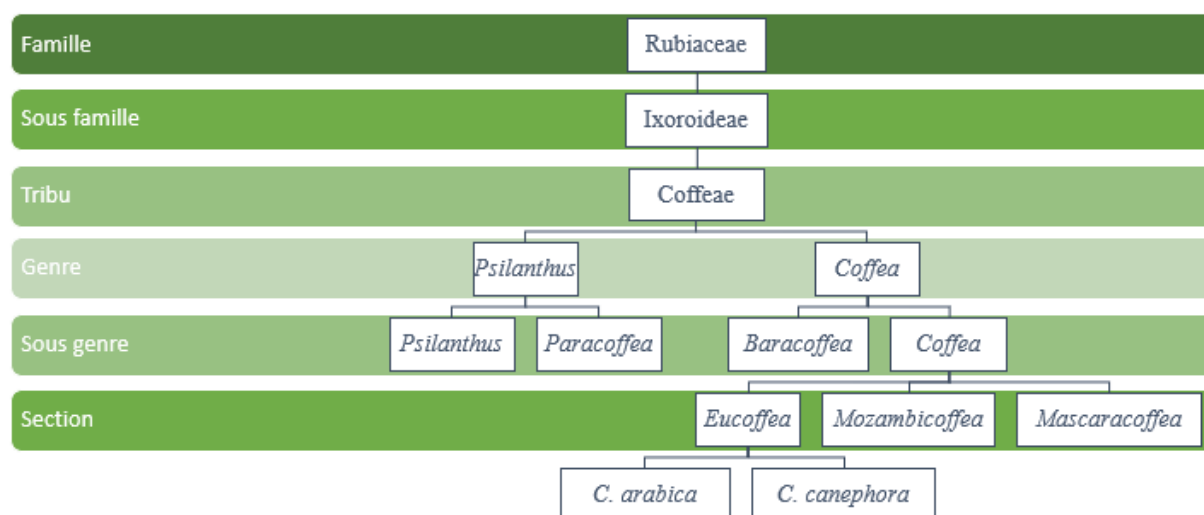 Famille
Rubiaceae
Sous famille
Ixoroideae
Tribu
Coffeae
Genre
Psilanthus
Coffea
Sous genre
Psilanthus
Paracoffea
Baracoffea
Coffea
Section
Eucoffea
Mozambicoffea
Mascaracoffea
C. arabica
C. canephora